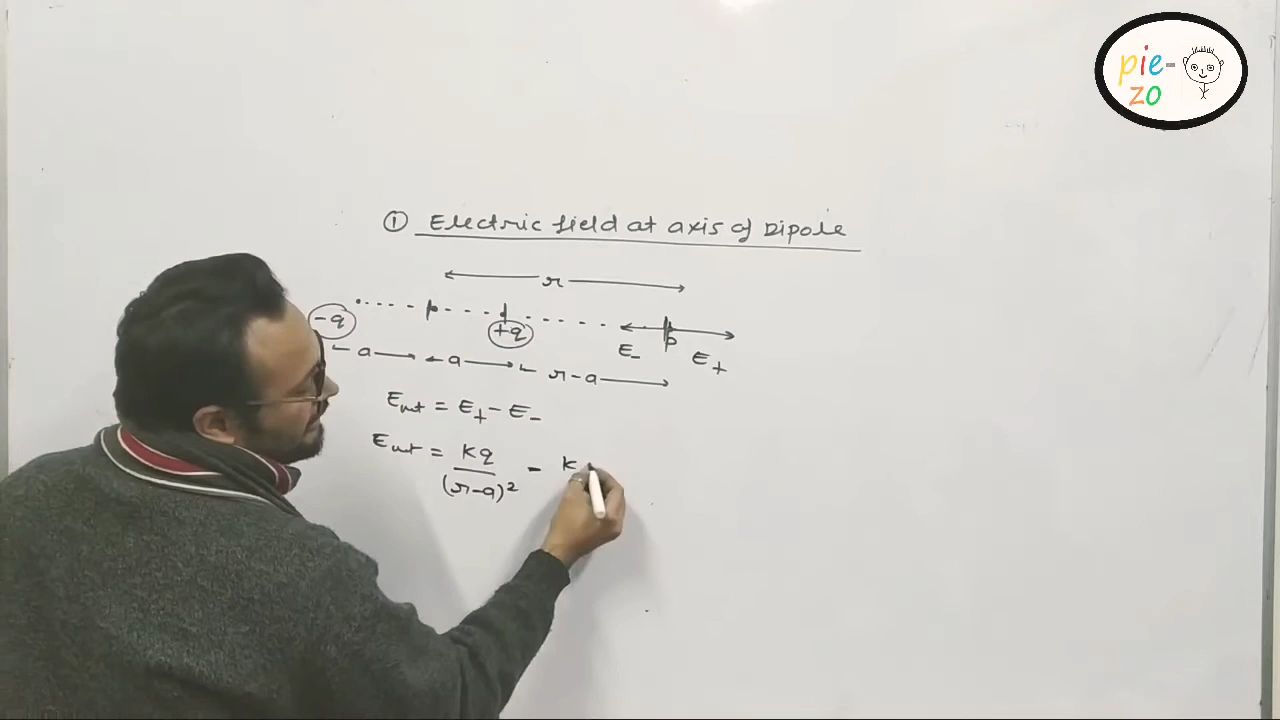 pie-
zo
① Electric field at axis of Dipole
r
-q +q
E₋ p E₊
a a r-a
Eₙₑₜ = E₊ - E₋
Eₙₑₜ = kq/(r-a)² - k